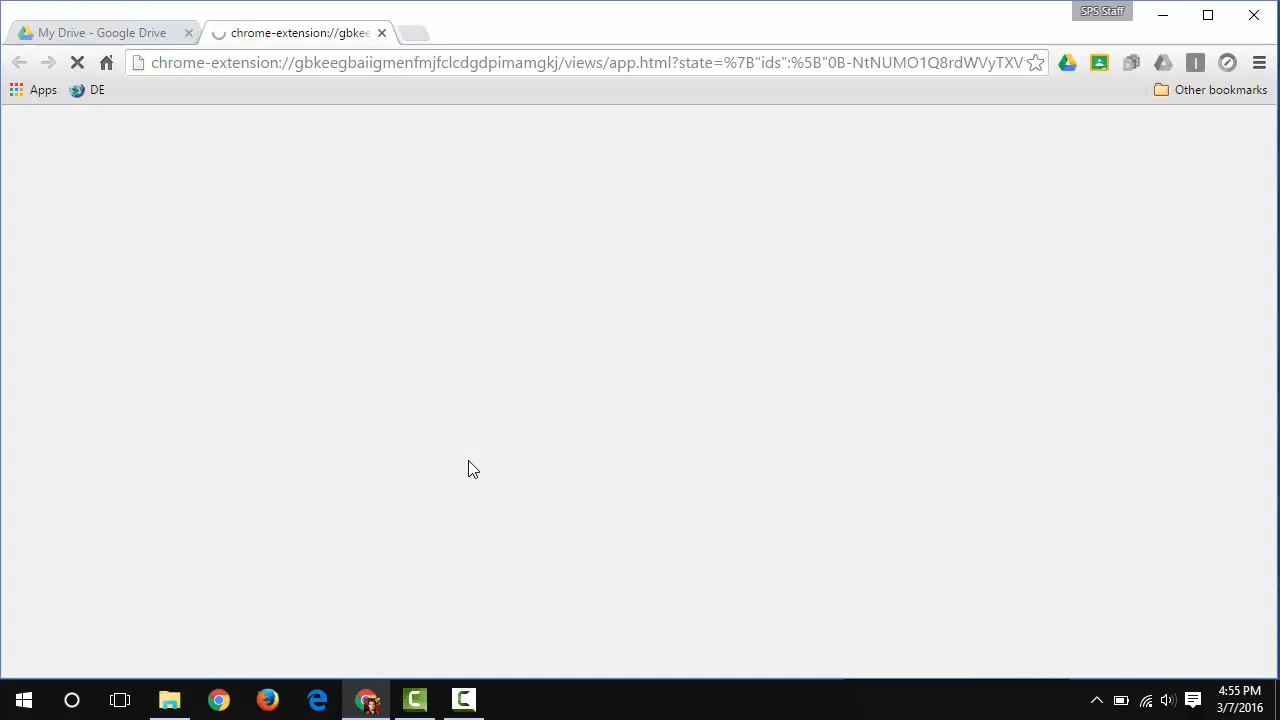 SPS Staff
My Drive - Google Drive
chrome-extension://gbkee
chrome-extension://gbkeegbaiigmenfmjfclcdgdpimamgkj/views/app.html?state=%7B"ids":%5B"0B-NtNUMO1Q8rdWVyTXV
Apps
DE
Other bookmarks
4:55 PM
3/7/2016